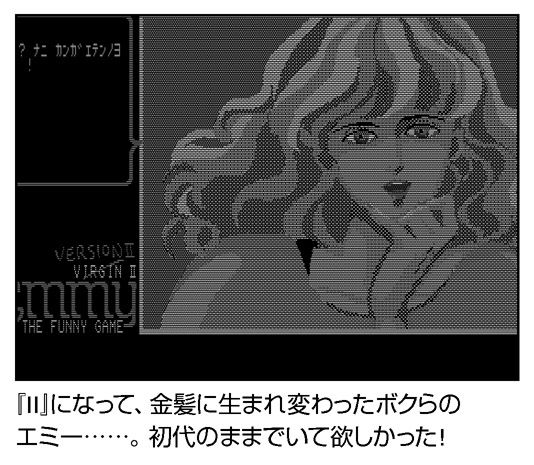 ? ナニ カンガエテンノヨ
!
VERSION II
VIRGIN II
emmy
THE FUNNY GAME
『II』になって、金髪に生まれ変わったボクらの
エミー……。初代のままでいて欲しかった!